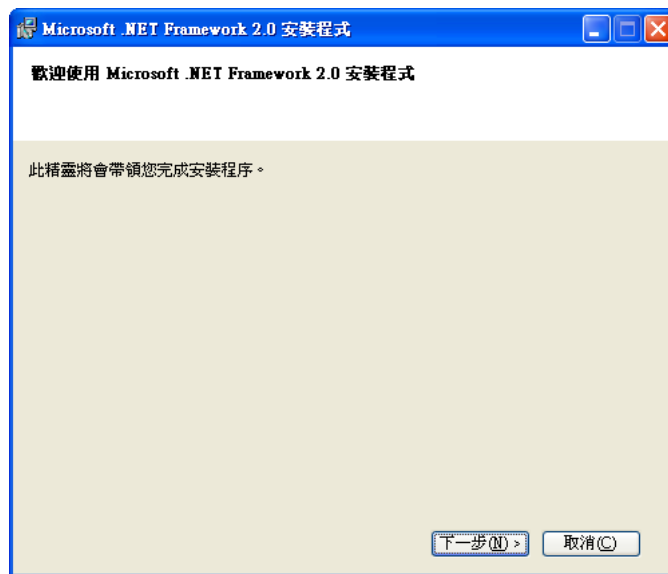 Microsoft .NET Framework 2.0 安裝程式
歡迎使用 Microsoft .NET Framework 2.0 安裝程式
此精靈將會帶領您完成安裝程序。
下一步(N) >
取消(C)